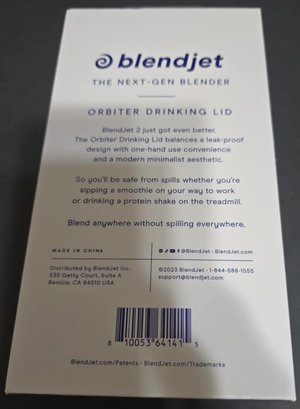 blendjet
THE NEXT-GEN BLENDER
ORBITER DRINKING LID
BlendJet 2 just got even better.
The Orbiter Drinking Lid balances a leak-proof
design with one-hand use convenience
and a modern minimalist aesthetic.
So you'll be safe from spills whether you're
sipping a smoothie on your way to work
or drinking a protein shake on the treadmill.
Blend anywhere without spilling everywhere.
MADE IN CHINA
@BlendJet • BlendJet.com
Distributed by BlendJet Inc.
535 Getty Court, Suite A
Benicia, CA 94510 USA
©2023 BlendJet • 1-844-588-1555
support@blendjet.com
8 10053 64141 5
BlendJet.com/Patents • BlendJet.com/Trademarks